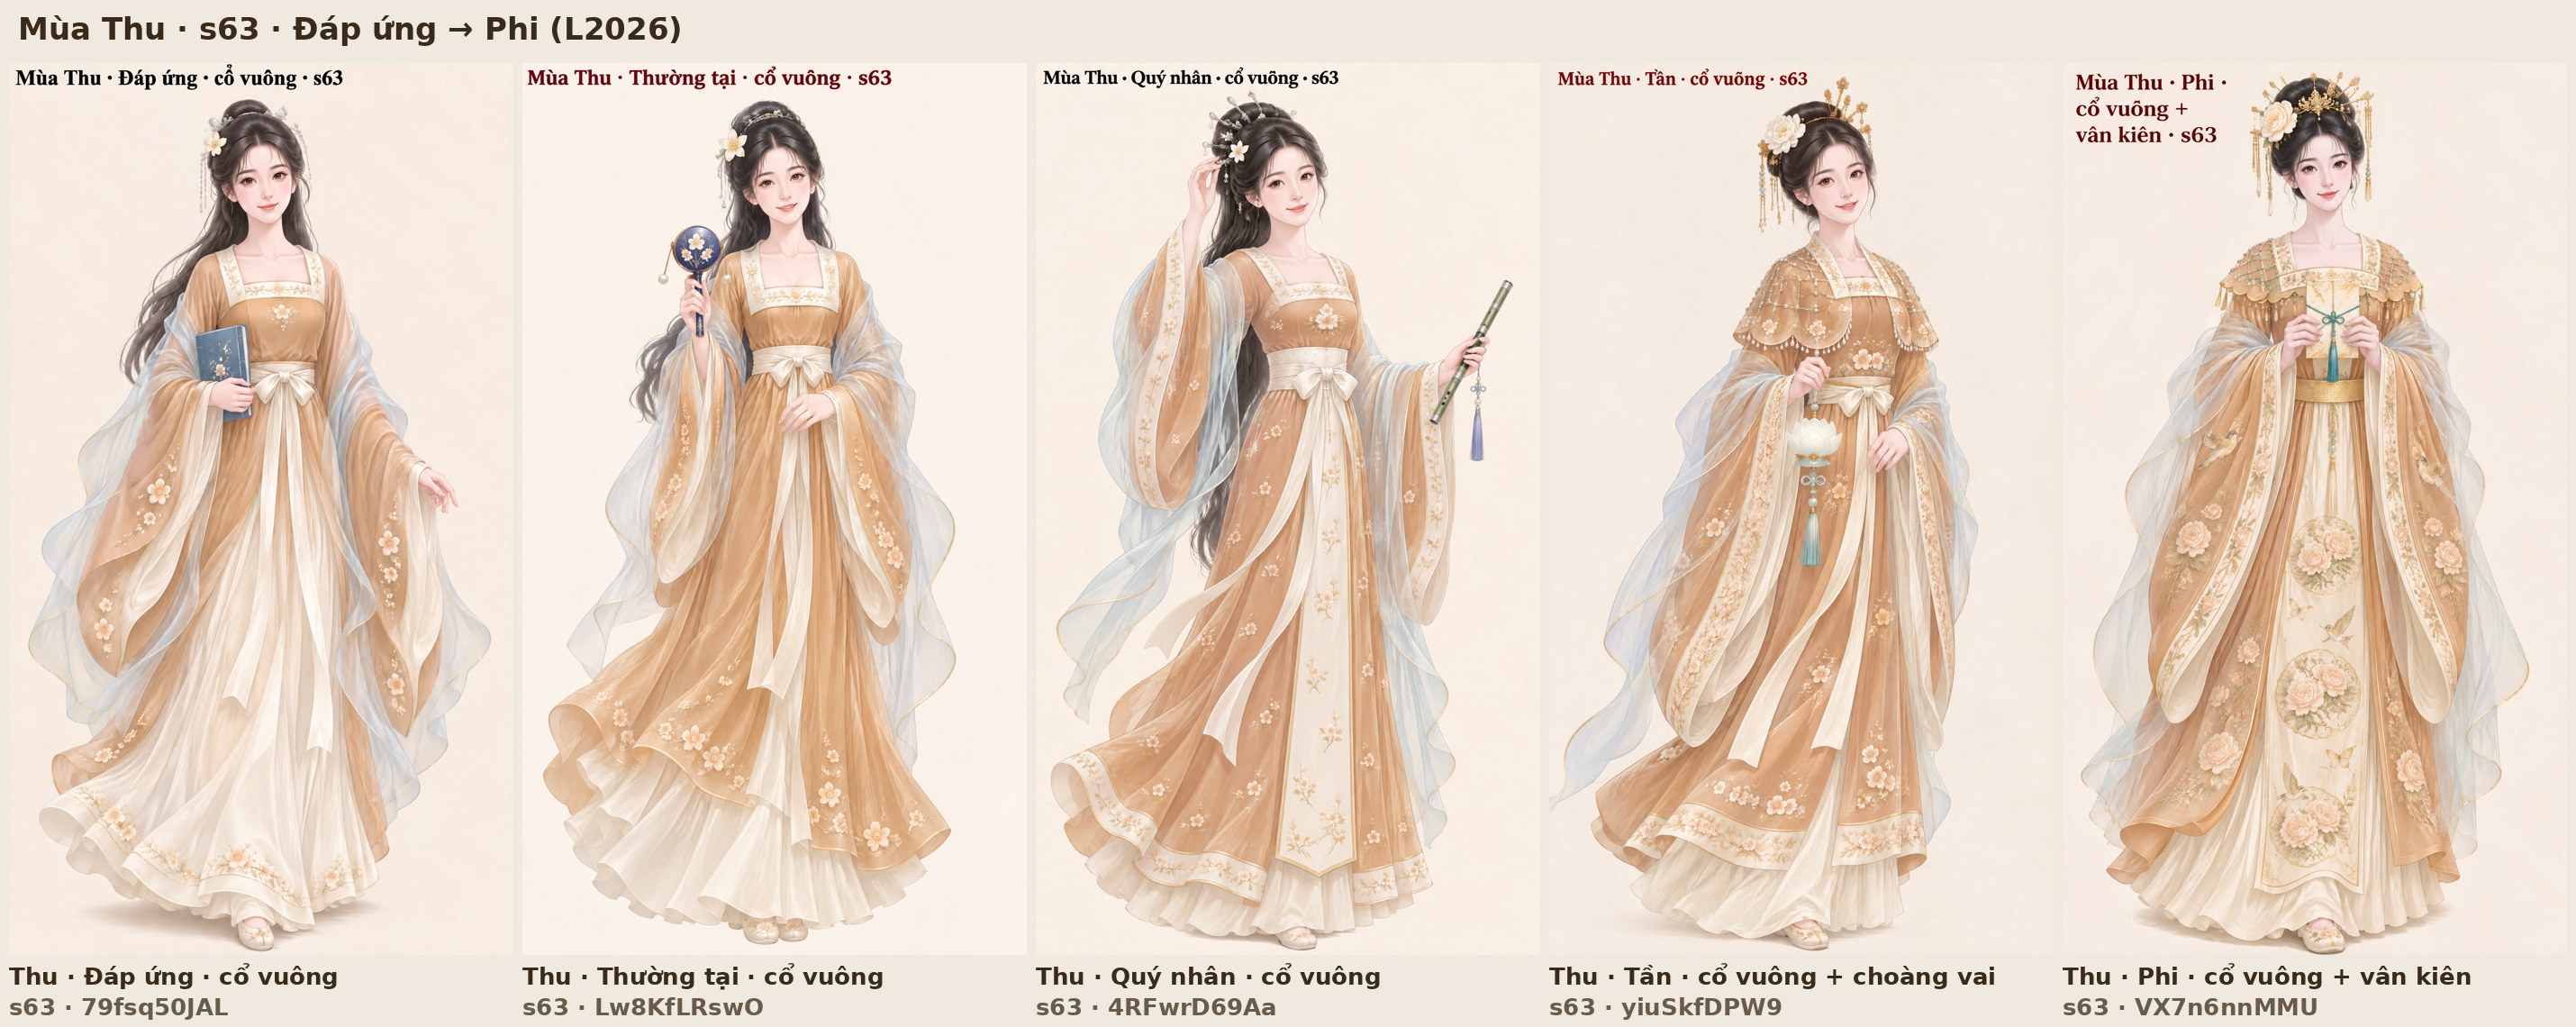 Mùa Thu · s63 · Đáp ứng → Phi (L2026)
Mùa Thu · Đáp ứng · cổ vuông · s63
Mùa Thu · Thường tại · cổ vuông · s63
Mùa Thu · Quý nhân · cổ vuõng · s63
Mùa Thu · Tần · cổ vuõng · s63
Mùa Thu · Phi ·
cổ vuõng +
vân kiên · s63
Thu · Đáp ứng · cổ vuông
s63 · 79fsq50JAL
Thu · Thường tại · cổ vuông
s63 · Lw8KfLRswO
Thu · Quý nhân · cổ vuông
s63 · 4RFwrD69Aa
Thu · Tần · cổ vuông + choàng vai
s63 · yiuSkfDPW9
Thu · Phi · cổ vuông + vân kiên
s63 · VX7n6nnMMU